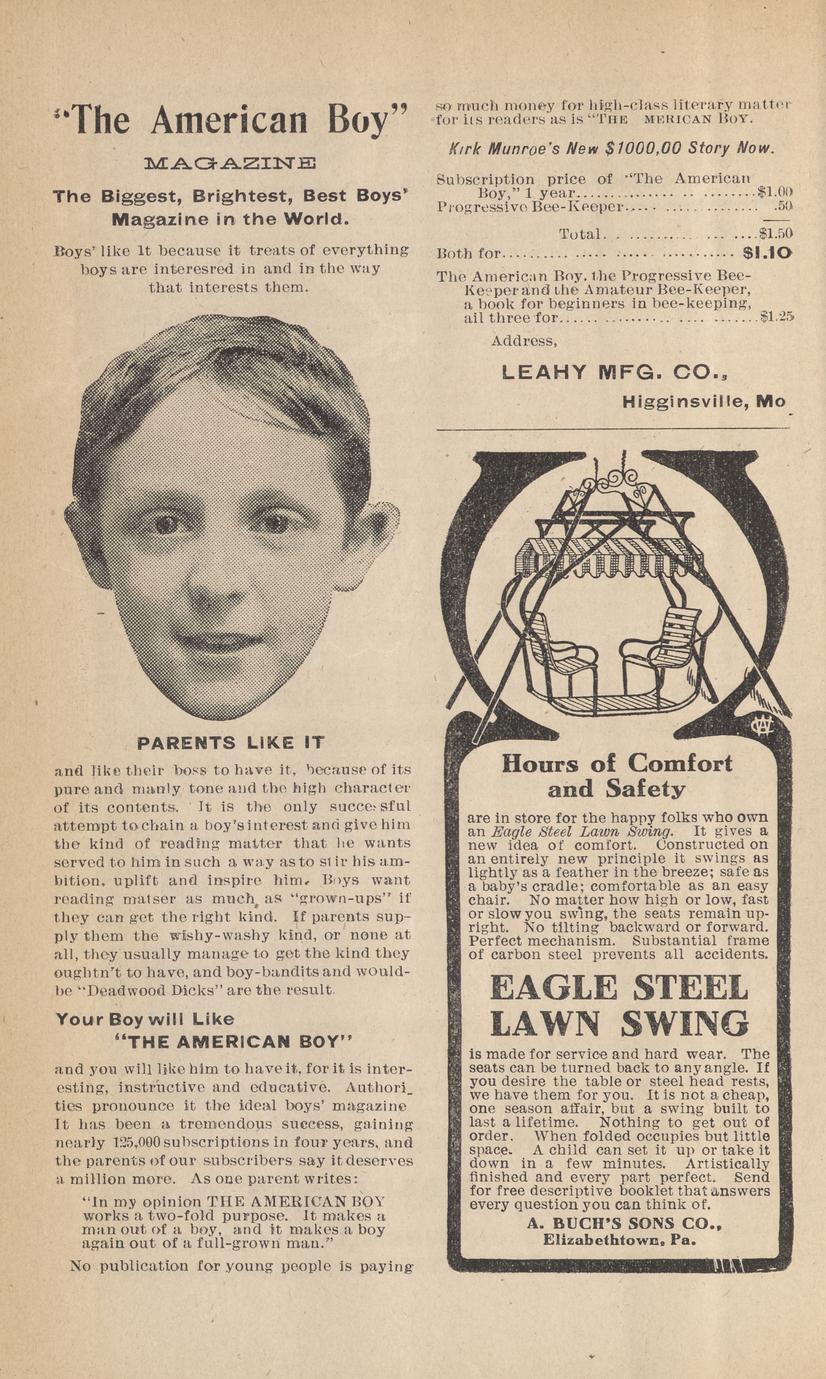 “The American Boy”
MAGAZINE
The Biggest, Brightest, Best Boys’
Magazine in the World.
Boys’ like It because it treats of everything
boys are interesred in and in the way
that interests them.
PARENTS LIKE IT
and like their boss to have it, because of its
pure and manly tone and the high character
of its contents. It is the only succe sful
attempt to chain a boy’s interest and give him
the kind of reading matter that he wants
served to him in such a way as to stir his am-
bition, uplift and inspire him. Boys want
reading matser as much, as “grown-ups” if
they can get the right kind. If parents sup-
ply them the wishy-washy kind, or none at
all, they usually manage to get the kind they
oughtn’t to have, and boy-bandits and would-
be “Deadwood Dicks” are the result.
Your Boy will Like
“THE AMERICAN BOY”
and you will like him to have it, for it is inter-
esting, instructive and educative. Authori_
ties pronounce it the ideal boys’ magazine
It has been a tremendous success, gaining
nearly 125,000 subscriptions in four years, and
the parents of our subscribers say it deserves
a million more. As one parent writes:
“In my opinion THE AMERICAN BOY
works a two-fold purpose. It makes a
man out of a boy, and it makes a boy
again out of a full-grown man.”
No publication for young people is paying
so much money for high-class literary matter
for its readers as is “THE MERICAN BOY.
Kirk Munroe’s New $1000,00 Story Now.
Subscription price of “The American
Boy,” 1 year.................$1.00
Progressive Bee-Keeper.................50
Total.................$1.50
Both for................. $1.10
The American Boy, the Progressive Bee-
Keeper and the Amateur Bee-Keeper,
a book for beginners in bee-keeping,
ail three for.................$1.25
Address,
LEAHY MFG. CO.,
Higginsville, Mo
Hours of Comfort
and Safety
are in store for the happy folks who own
an Eagle Steel Lawn Swing. It gives a
new idea of comfort. Constructed on
an entirely new principle it swings as
lightly as a feather in the breeze; safe as
a baby’s cradle; comfortable as an easy
chair. No matter how high or low, fast
or slow you swing, the seats remain up-
right. No tilting backward or forward.
Perfect mechanism. Substantial frame
of carbon steel prevents all accidents.
EAGLE STEEL
LAWN SWING
is made for service and hard wear. The
seats can be turned back to any angle. If
you desire the table or steel head rests,
we have them for you. It is not a cheap,
one season affair, but a swing built to
last a lifetime. Nothing to get out of
order. When folded occupies but little
space. A child can set it up or take it
down in a few minutes. Artistically
finished and every part perfect. Send
for free descriptive booklet that answers
every question you can think of.
A. BUCH’S SONS CO.,
Elizabethtown, Pa.